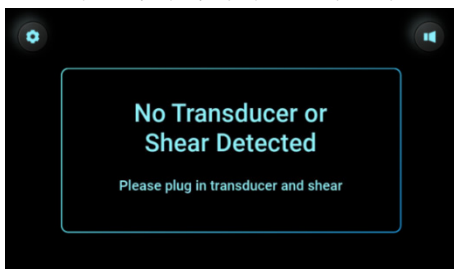 No Transducer or
Shear Detected
Please plug in transducer and shear